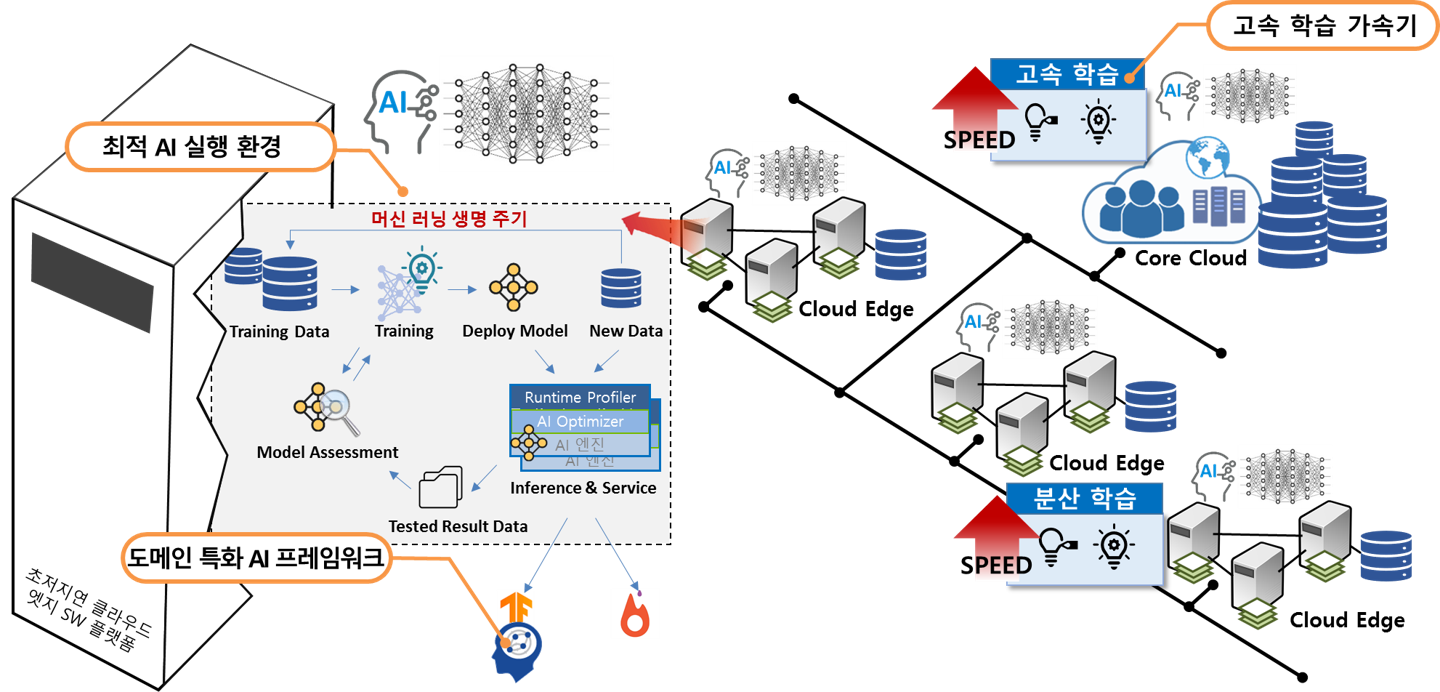 최적 AI 실행 환경
AI
머신 러닝 생명 주기
Training Data
Training
Deploy Model
New Data
Model Assessment
Runtime Profiler
AI Optimizer
AI 엔진
AI 엔진
Inference & Service
Tested Result Data
도메인 특화 AI 프레임워크
초저지연 클라우드
엣지 SW 플랫폼
고속 학습 가속기
고속 학습
SPEED
AI
Core Cloud
AI
Cloud Edge
AI
Cloud Edge
분산 학습
SPEED
AI
Cloud Edge